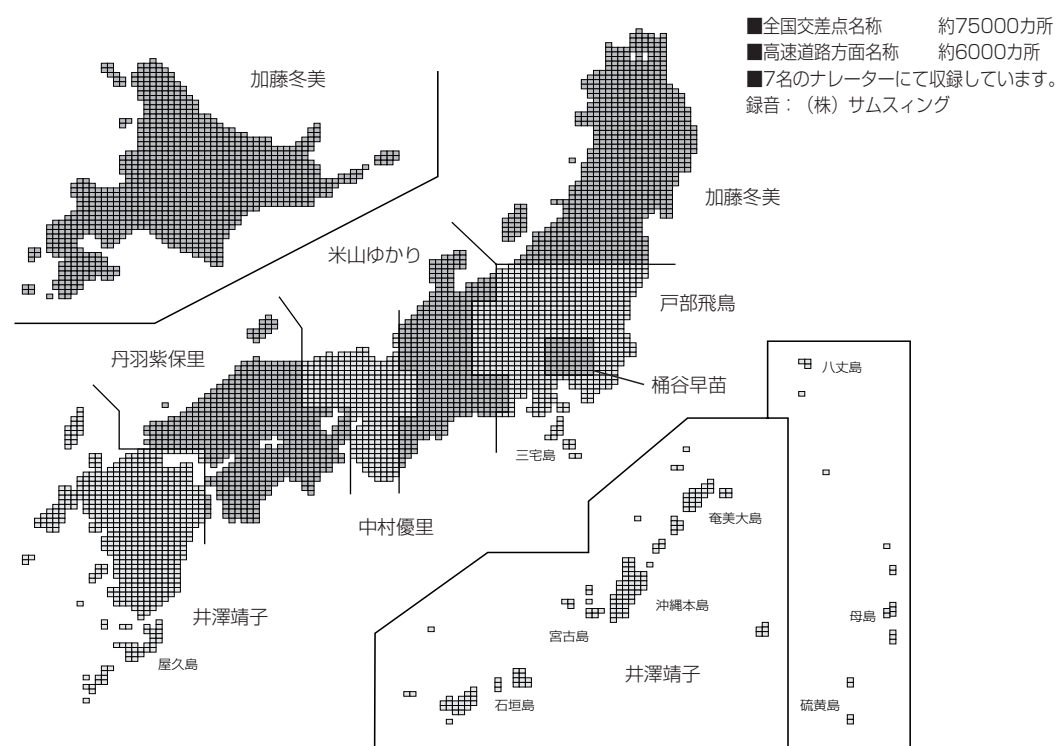 ■全国交差点名称 約75000カ所
■高速道路方面名称 約6000カ所
■7名のナレーターにて収録しています。
録音：（株）サムスィング
加藤冬美
加藤冬美
米山ゆかり
戸部飛鳥
丹羽紫保里
桶谷早苗
八丈島
三宅島
中村優里
奄美大島
井澤靖子
沖縄本島
母島
宮古島
屋久島
井澤靖子
石垣島
硫黄島